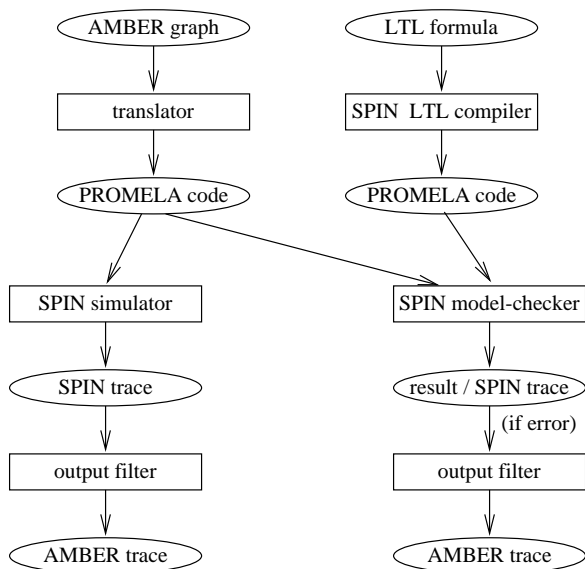 AMBER graph
LTL formula
translator
SPIN LTL compiler
PROMELA code
PROMELA code
SPIN simulator
SPIN model-checker
SPIN trace
result / SPIN trace
(if error)
output filter
output filter
AMBER trace
AMBER trace